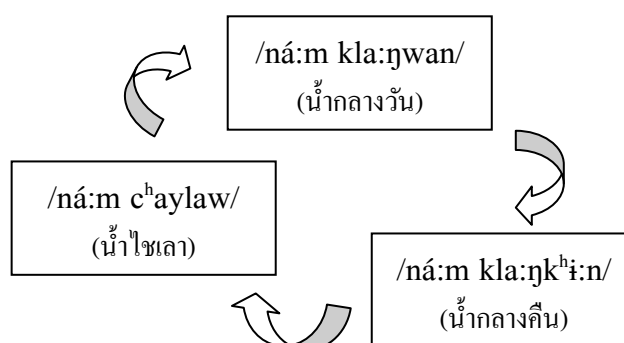 /ná:m kla:ŋwan/
(น้ำกลางวัน)
/ná:m kla:ŋkʰɨ:n/
(น้ำกลางคืน)
/ná:m cʰaylaw/
(น้ำไชเลา)